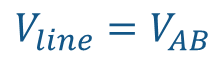 V_line = V_AB